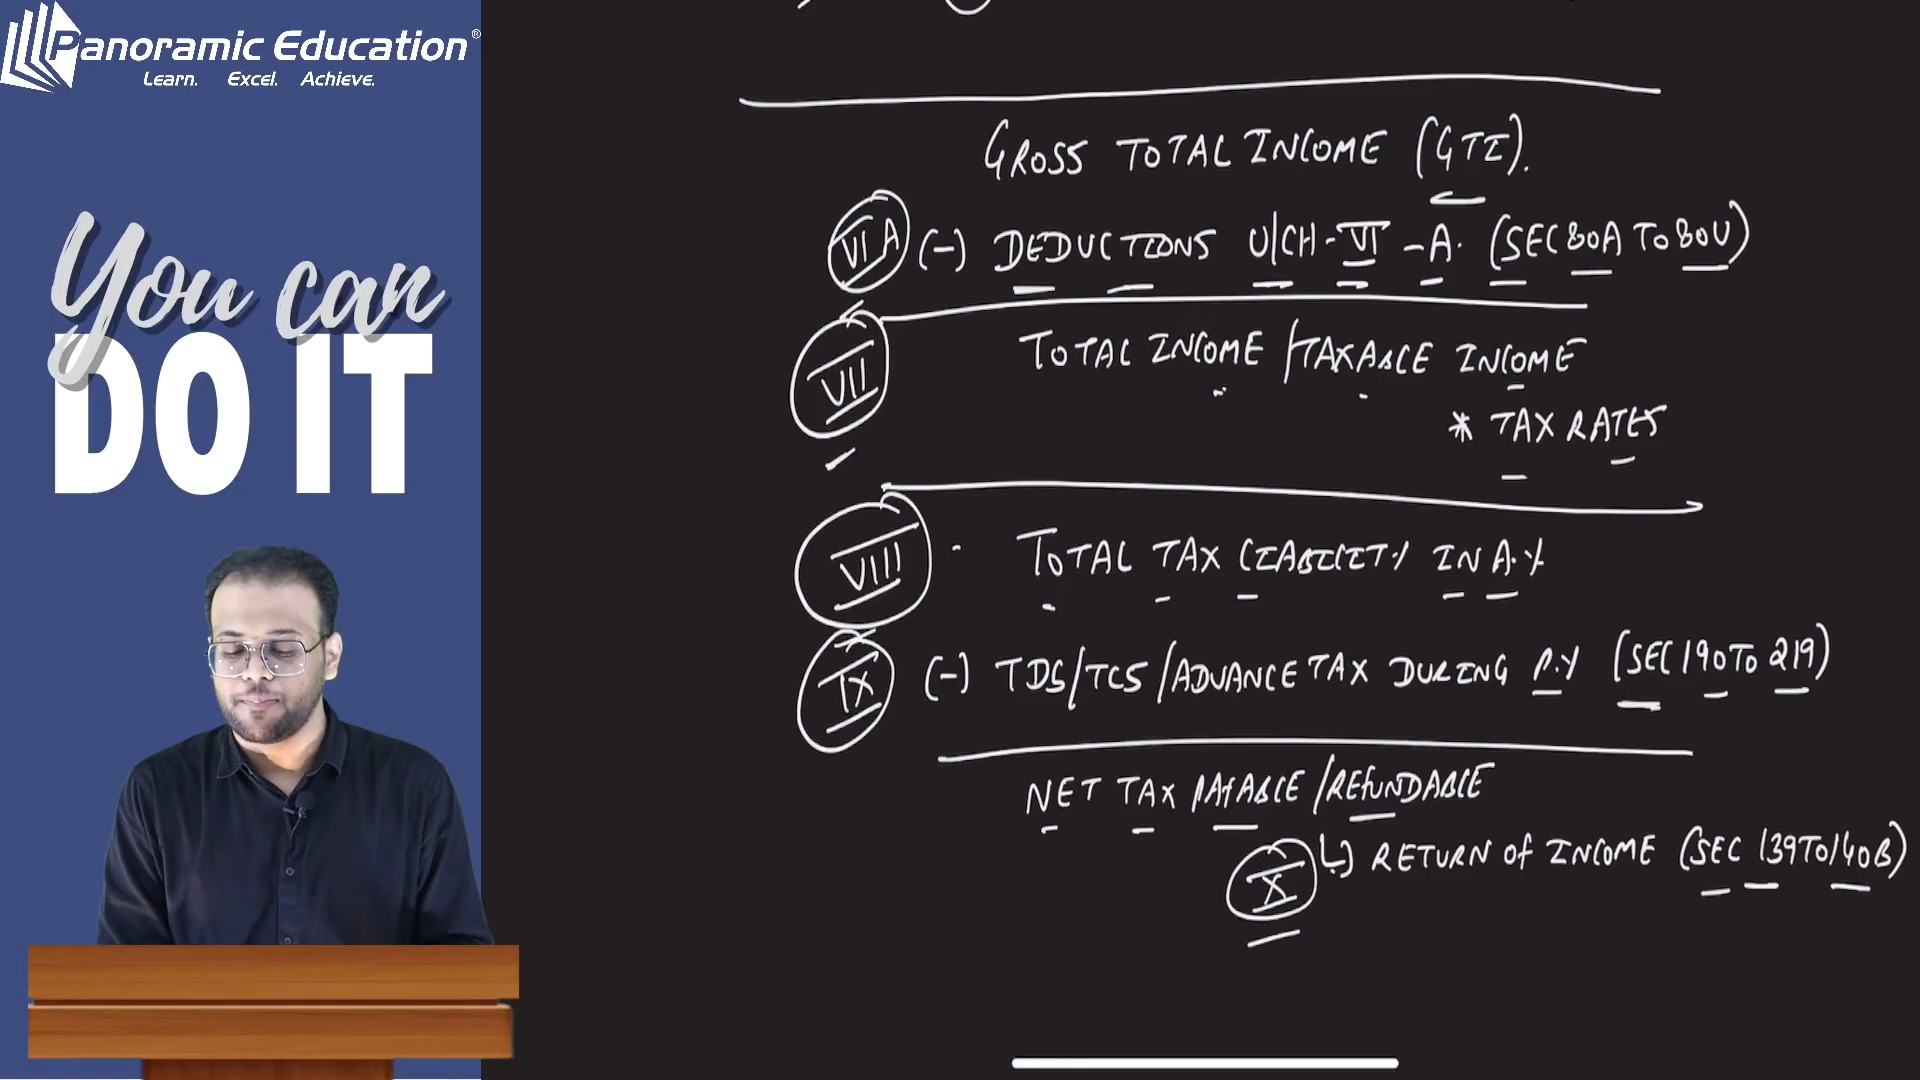 Panoramic Education®
Learn. Excel. Achieve.
You can
DO IT
GROSS TOTAL INCOME (GTI).
VI A (-) DEDUCTIONS U/CH-VI-A. (SEC 80A TO 80U)
VII
TOTAL INCOME/TAXABLE INCOME
* TAX RATES
VIII
TOTAL TAX LIABILITY IN A.Y
IX (-) TDS/TCS/ADVANCE TAX DURING P.Y (SEC 190 TO 219)
NET TAX PAYABLE/REFUNDABLE
X RETURN OF INCOME (SEC 139 TO 140B)